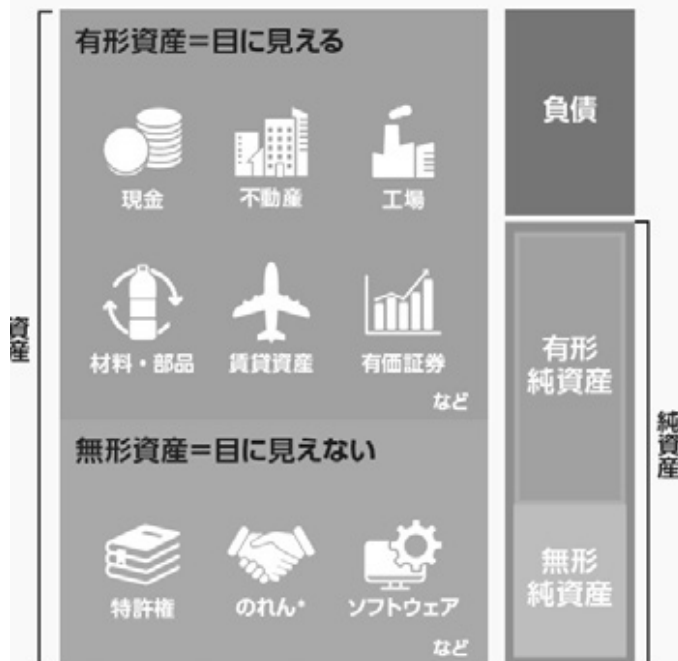 資産
有形資産＝目に見える
現金
不動産
工場
材料・部品
賃貸資産
有価証券
など
無形資産＝目に見えない
特許権
のれん*
ソフトウェア
など
負債
有形
純資産
無形
純資産
純資産